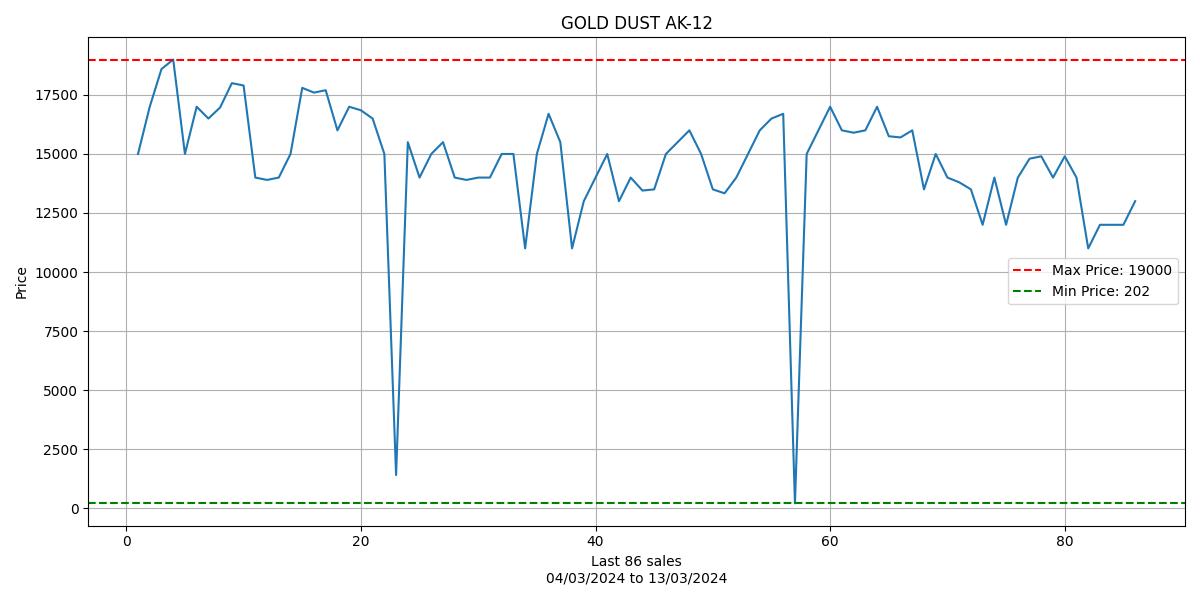 GOLD DUST AK-12
Price
17500
15000
12500
10000
7500
5000
2500
0
Max Price: 19000
Min Price: 202
0 20 40 60 80
Last 86 sales
04/03/2024 to 13/03/2024